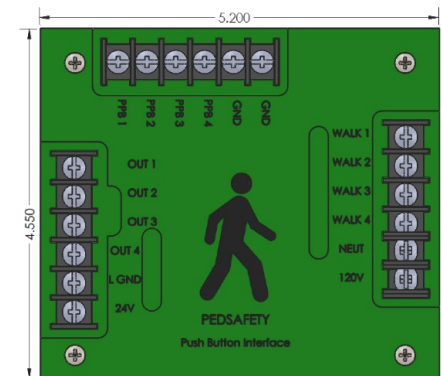 5.200
4.550
PPB 1
PPB 2
PPB 3
PPB 4
GND
GND
OUT 1
OUT 2
OUT 3
OUT 4
L GND
24V
WALK 1
WALK 2
WALK 3
WALK 4
NEUT
120V
PEDSAFETY
Push Button Interface